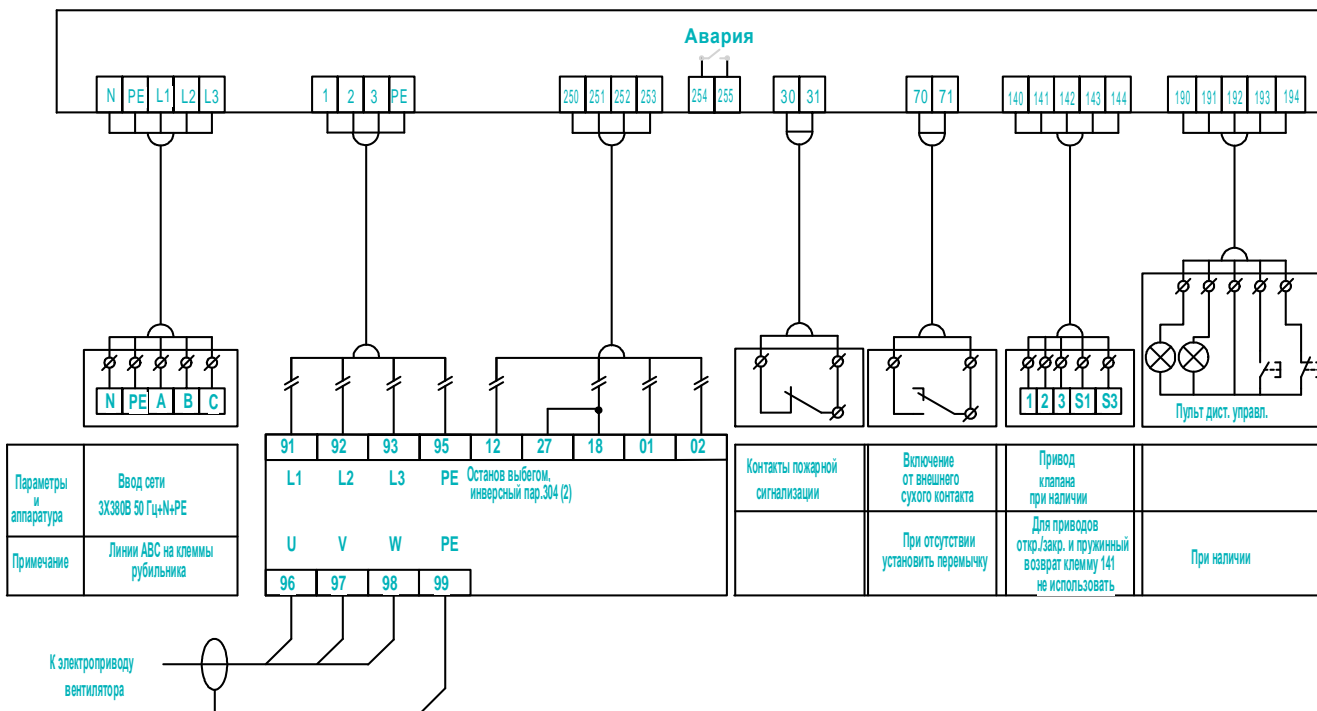 Авария
N PE L1 L2 L3
1 2 3 PE
250 251 252 253
254 255
30 31
70 71
140 141 142 143 144
190 191 192 193 194
N PE A B C
1 2 3 S1 S3
Пульт дист. управл.
91 92 93 95 12 27 18 01 02
L1 L2 L3 PE
Останов выбегом,
инверсный пар.304 (2)
U V W PE
96 97 98 99
Параметры
и
аппаратура
Ввод сети
3Х380В 50 Гц+N+PE
Примечание
Линии АВС на клеммы
рубильника
Контакты пожарной
сигнализации
Включение
от внешнего
сухого контакта
Привод
клапана
при наличии
При отсутствии
установить перемычку
Для приводов
откр./закр. и пружинный
возврат клемму 141
не использовать
При наличии
К электроприводу
вентилятора